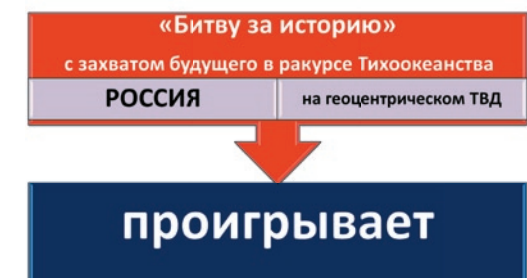 «Битву за историю»
с захватом будущего в ракурсе Тихоокеанства
РОССИЯ
на геоцентрическом ТВД
проигрывает